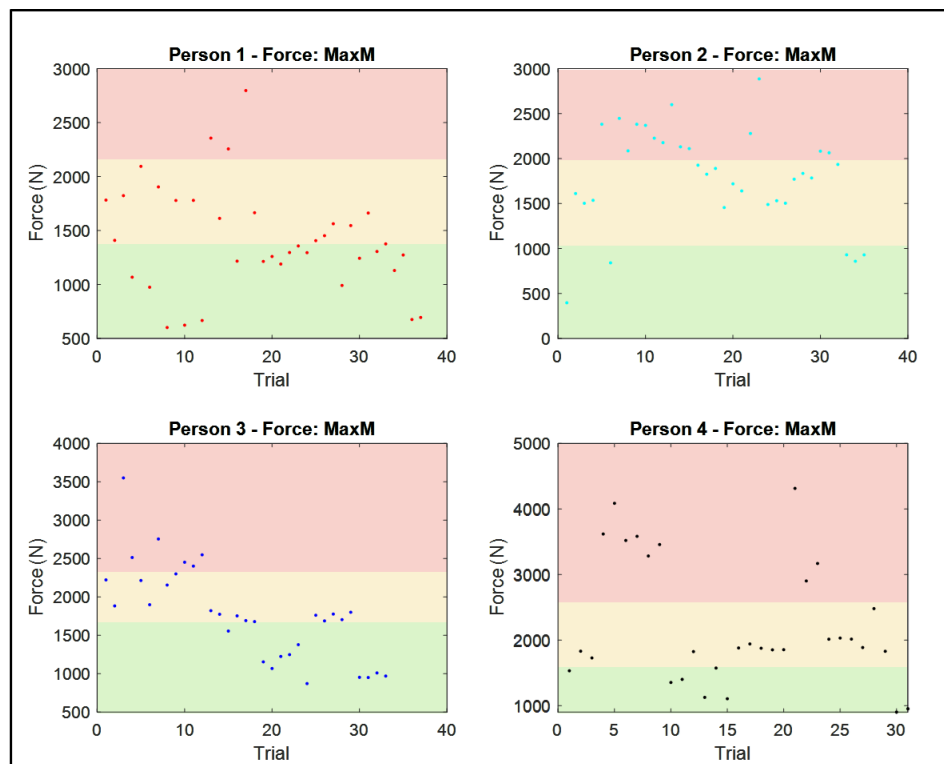 Person 1 - Force: MaxM
3000
2500
2000
1500
1000
500
Force (N)
0 10 20 30 40
Trial
Person 2 - Force: MaxM
3000
2500
2000
1500
1000
500
0
Force (N)
0 10 20 30 40
Trial
Person 3 - Force: MaxM
4000
3500
3000
2500
2000
1500
1000
500
Force (N)
0 10 20 30 40
Trial
Person 4 - Force: MaxM
5000
4000
3000
2000
1000
Force (N)
0 5 10 15 20 25 30
Trial